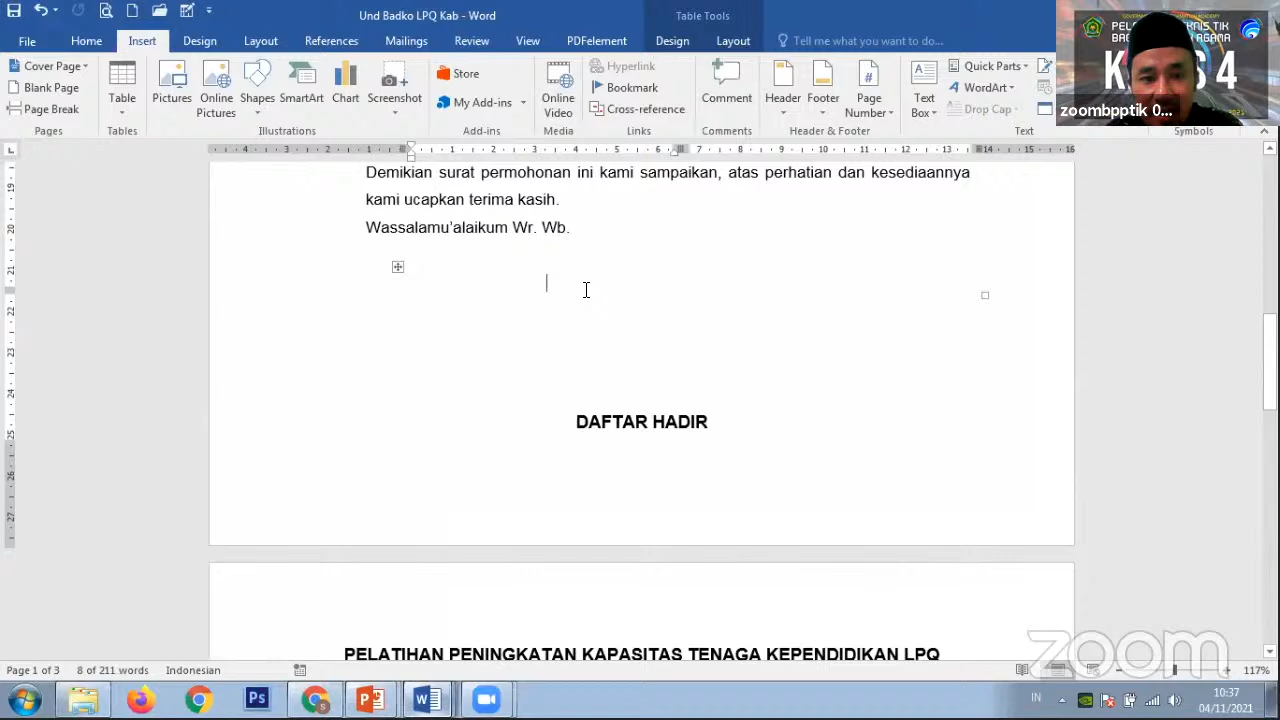 Und Badko LPQ Kab - Word
Table Tools
File
Home
Insert
Design
Layout
References
Mailings
Review
View
PDFelement
Design
Layout
Tell me what you want to do...
Cover Page
Blank Page
Page Break
Pages
Table
Tables
Pictures
Online Pictures
Shapes
SmartArt
Chart
Screenshot
Illustrations
Store
My Add-ins
Add-ins
Online Video
Media
Hyperlink
Bookmark
Cross-reference
Links
Comment
Comments
Header
Footer
Page Number
Header & Footer
Text Box
Quick Parts
WordArt
Drop Cap
Text
Symbols
zoombpptik 0...
Demikian surat permohonan ini kami sampaikan, atas perhatian dan kesediaannya
kami ucapkan terima kasih.
Wassalamu’alaikum Wr. Wb.
DAFTAR HADIR
PELATIHAN PENINGKATAN KAPASITAS TENAGA KEPENDIDIKAN LPQ
zoom
Page 1 of 3
8 of 211 words
Indonesian
117%
IN
10:37
04/11/2021